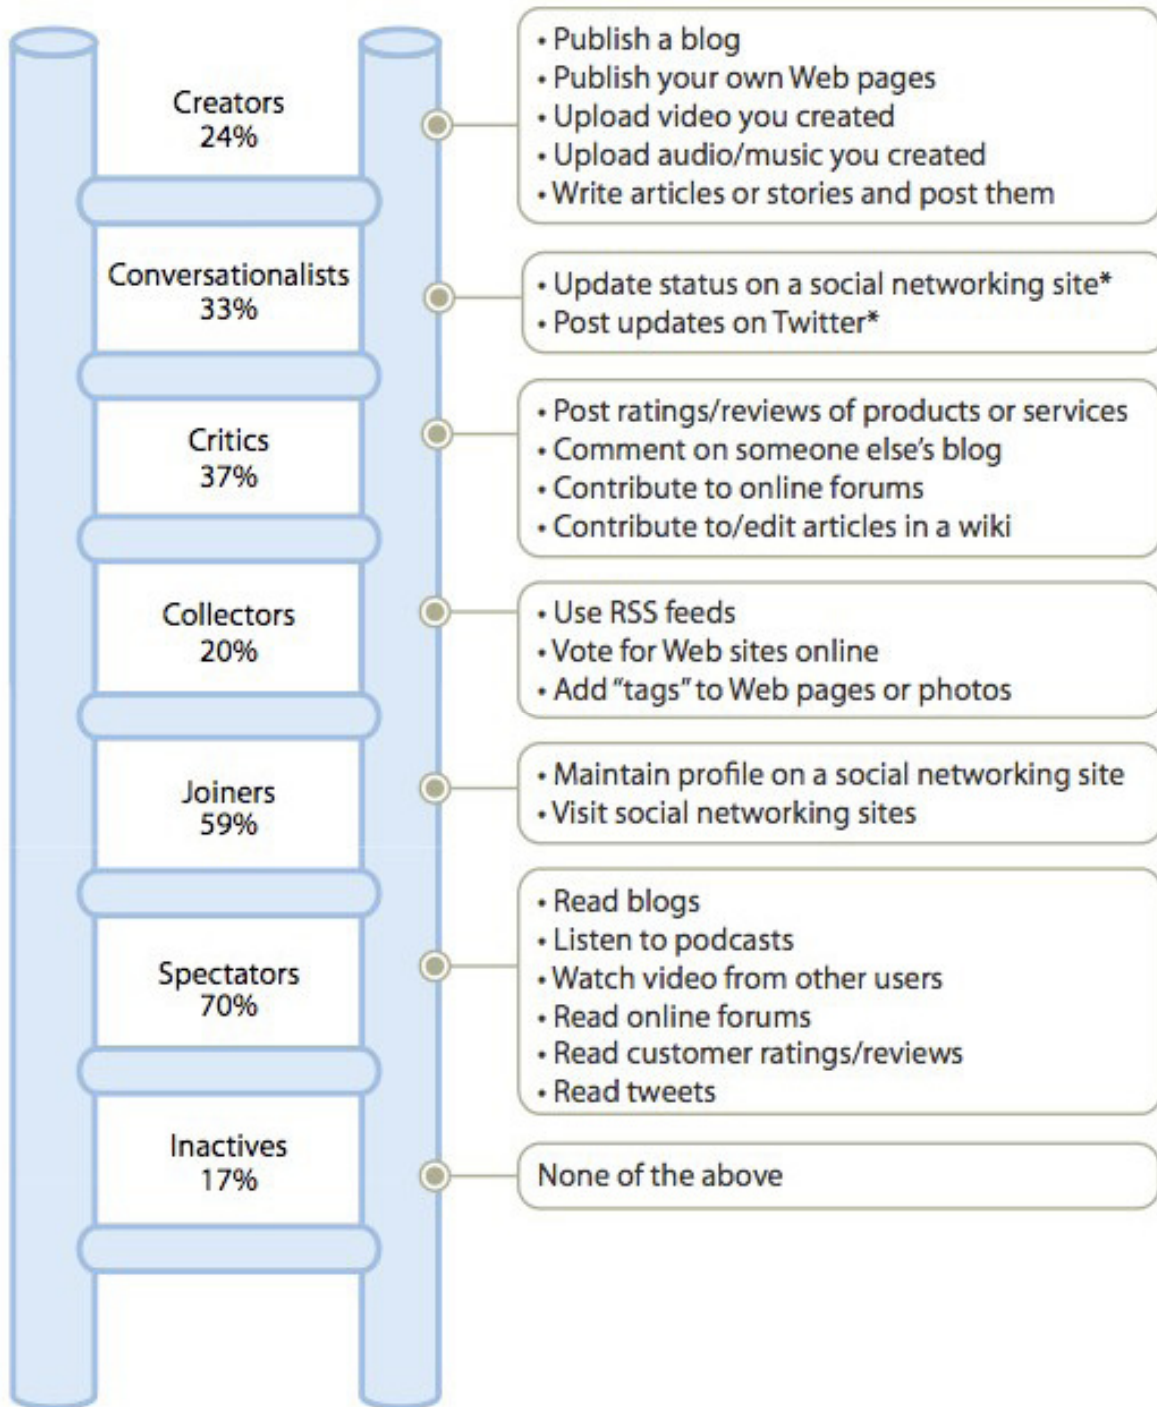 Creators
24%
• Publish a blog
• Publish your own Web pages
• Upload video you created
• Upload audio/music you created
• Write articles or stories and post them
Conversationalists
33%
• Update status on a social networking site*
• Post updates on Twitter*
Critics
37%
• Post ratings/reviews of products or services
• Comment on someone else’s blog
• Contribute to online forums
• Contribute to/edit articles in a wiki
Collectors
20%
• Use RSS feeds
• Vote for Web sites online
• Add “tags” to Web pages or photos
Joiners
59%
• Maintain profile on a social networking site
• Visit social networking sites
Spectators
70%
• Read blogs
• Listen to podcasts
• Watch video from other users
• Read online forums
• Read customer ratings/reviews
• Read tweets
Inactives
17%
None of the above